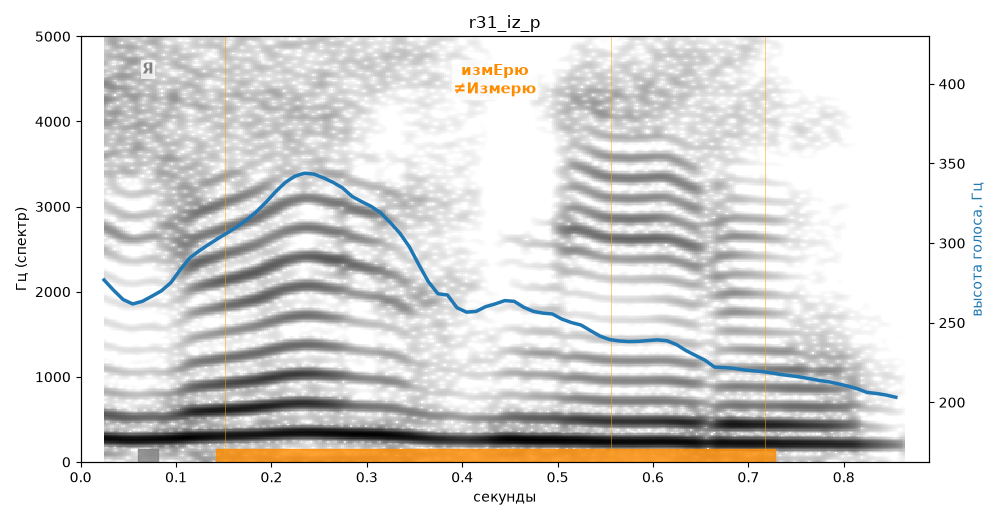 r31_iz_p
Я
измЕрю
≠Измерю
Гц (спектр)
5000
4000
3000
2000
1000
0
400
350
300
250
200
высота голоса, Гц
0.0 0.1 0.2 0.3 0.4 0.5 0.6 0.7 0.8
секунды